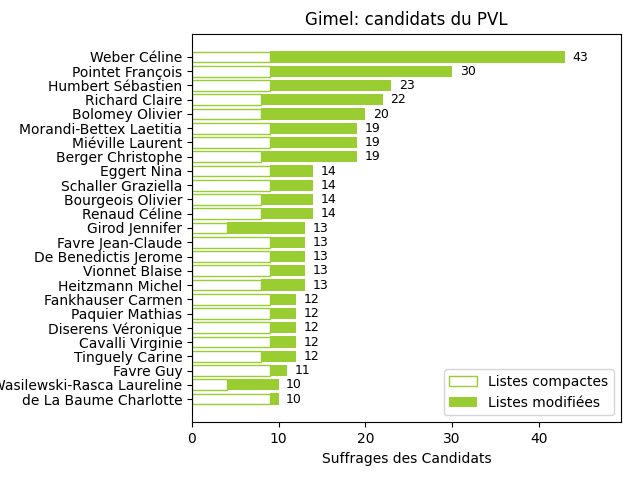 Gimel: candidats du PVL
Weber Céline 43
Pointet François 30
Humbert Sébastien 23
Richard Claire 22
Bolomey Olivier 20
Morandi-Bettex Laetitia 19
Miéville Laurent 19
Berger Christophe 19
Eggert Nina 14
Schaller Graziella 14
Bourgeois Olivier 14
Renaud Céline 14
Girod Jennifer 13
Favre Jean-Claude 13
De Benedictis Jerome 13
Vionnet Blaise 13
Heitzmann Michel 13
Fankhauser Carmen 12
Paquier Mathias 12
Diserens Véronique 12
Cavalli Virginie 12
Tinguely Carine 12
Favre Guy 11
Wasilewski-Rasca Laureline 10
de La Baume Charlotte 10
Listes compactes
Listes modifiées
0 10 20 30 40
Suffrages des Candidats